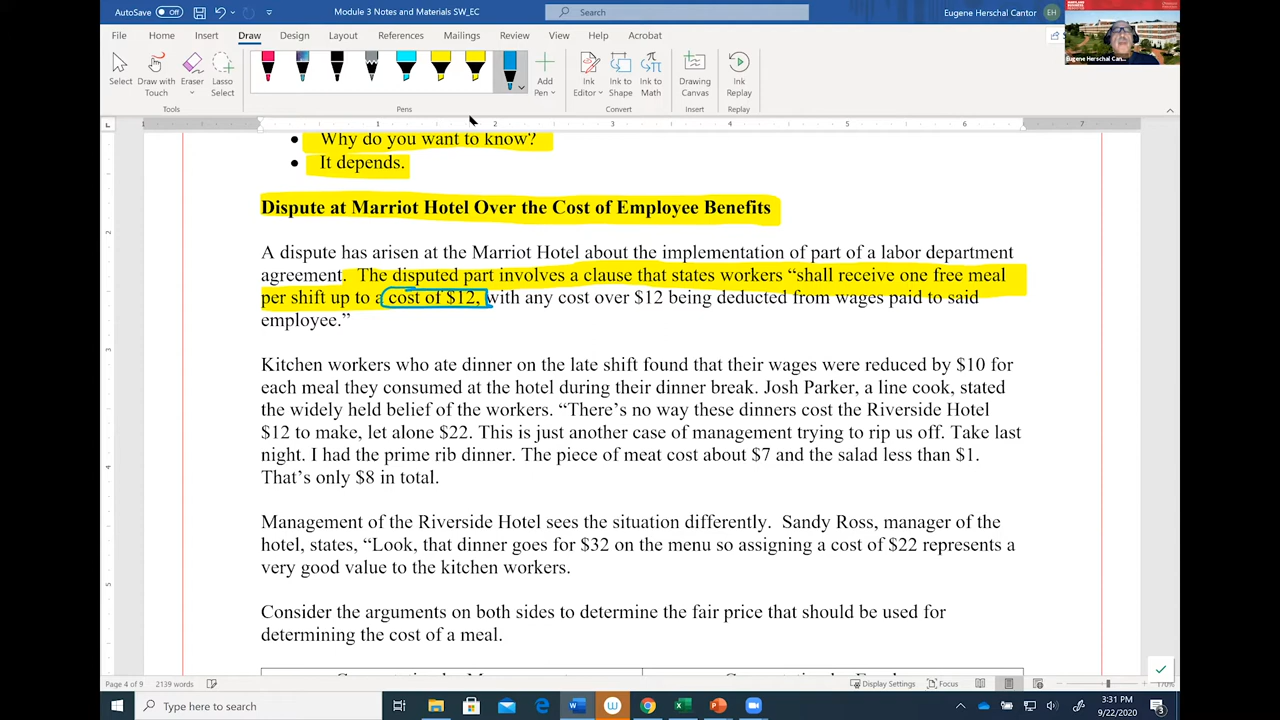 AutoSave Off Module 3 Notes and Materials SW_EC Search Eugene Herschal Cantor EH
File Home Insert Draw Design Layout References Mailings Review View Help Acrobat
Select Draw with Touch Eraser Lasso Select Add Pen Ink Editor Ink to Shape Ink to Math Drawing Canvas Ink Replay
Tools Pens Convert Insert Replay
Eugene Herschal Can...
1 1 2 3 4 5 6 7
• Why do you want to know?
• It depends.
Dispute at Marriot Hotel Over the Cost of Employee Benefits
A dispute has arisen at the Marriot Hotel about the implementation of part of a labor department
agreement. The disputed part involves a clause that states workers “shall receive one free meal
per shift up to a cost of $12, with any cost over $12 being deducted from wages paid to said
employee.”
Kitchen workers who ate dinner on the late shift found that their wages were reduced by $10 for
each meal they consumed at the hotel during their dinner break. Josh Parker, a line cook, stated
the widely held belief of the workers. “There’s no way these dinners cost the Riverside Hotel
$12 to make, let alone $22. This is just another case of management trying to rip us off. Take last
night. I had the prime rib dinner. The piece of meat cost about $7 and the salad less than $1.
That’s only $8 in total.
Management of the Riverside Hotel sees the situation differently. Sandy Ross, manager of the
hotel, states, “Look, that dinner goes for $32 on the menu so assigning a cost of $22 represents a
very good value to the kitchen workers.
Consider the arguments on both sides to determine the fair price that should be used for
determining the cost of a meal.
Page 4 of 9 2139 words Display Settings Focus 170%
Type here to search 3:31 PM
9/22/2020 3